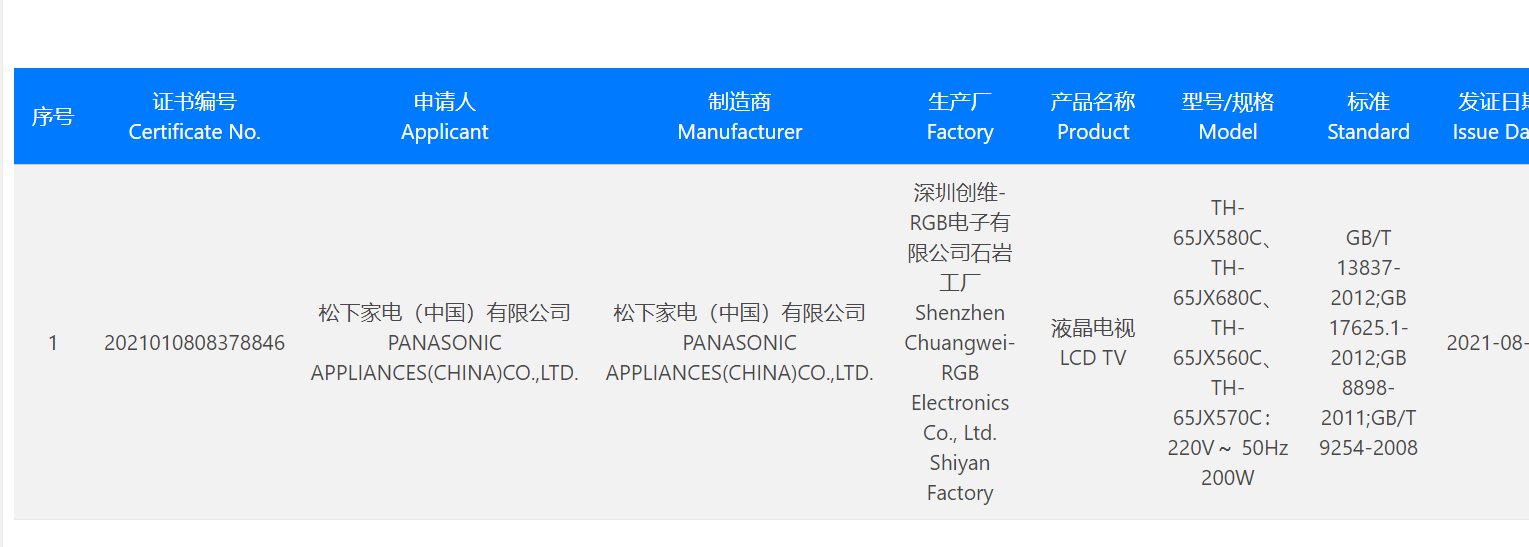 序号
证书编号
Certificate No.
申请人
Applicant
制造商
Manufacturer
生产厂
Factory
产品名称
Product
型号/规格
Model
标准
Standard
发证日期
Issue Da
1
2021010808378846
松下家电（中国）有限公司
PANASONIC
APPLIANCES(CHINA)CO.,LTD.
松下家电（中国）有限公司
PANASONIC
APPLIANCES(CHINA)CO.,LTD.
深圳创维-
RGB电子有
限公司石岩
工厂
Shenzhen
Chuangwei-
RGB
Electronics
Co., Ltd.
Shiyan
Factory
液晶电视
LCD TV
TH-
65JX580C、
TH-
65JX680C、
TH-
65JX560C、
TH-
65JX570C：
220V～ 50Hz
200W
GB/T
13837-
2012;GB
17625.1-
2012;GB
8898-
2011;GB/T
9254-2008
2021-08-